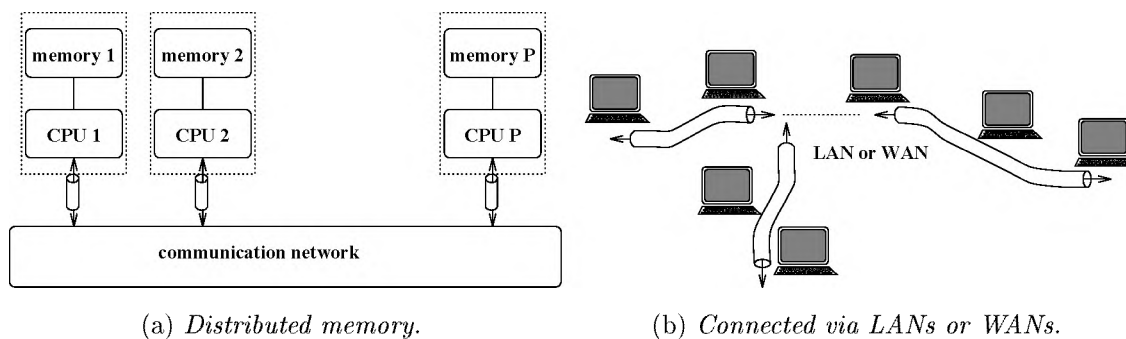 memory 1
memory 2
memory P
CPU 1
CPU 2
CPU P
communication network
(a) Distributed memory.
LAN or WAN
(b) Connected via LANs or WANs.